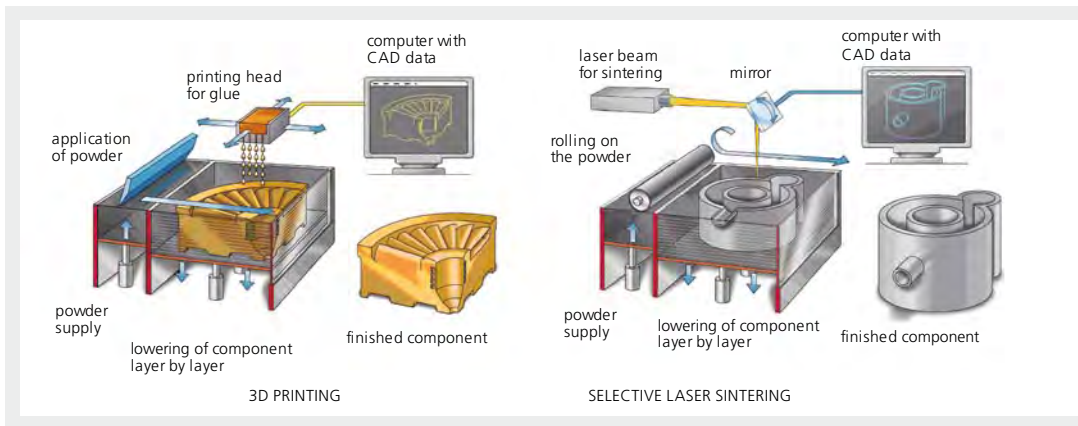 computer with
CAD data
printing head
for glue
application
of powder
powder
supply
lowering of component
layer by layer
finished component
3D PRINTING
computer with
CAD data
laser beam
for sintering
mirror
rolling on
the powder
powder
supply
lowering of component
layer by layer
finished component
SELECTIVE LASER SINTERING